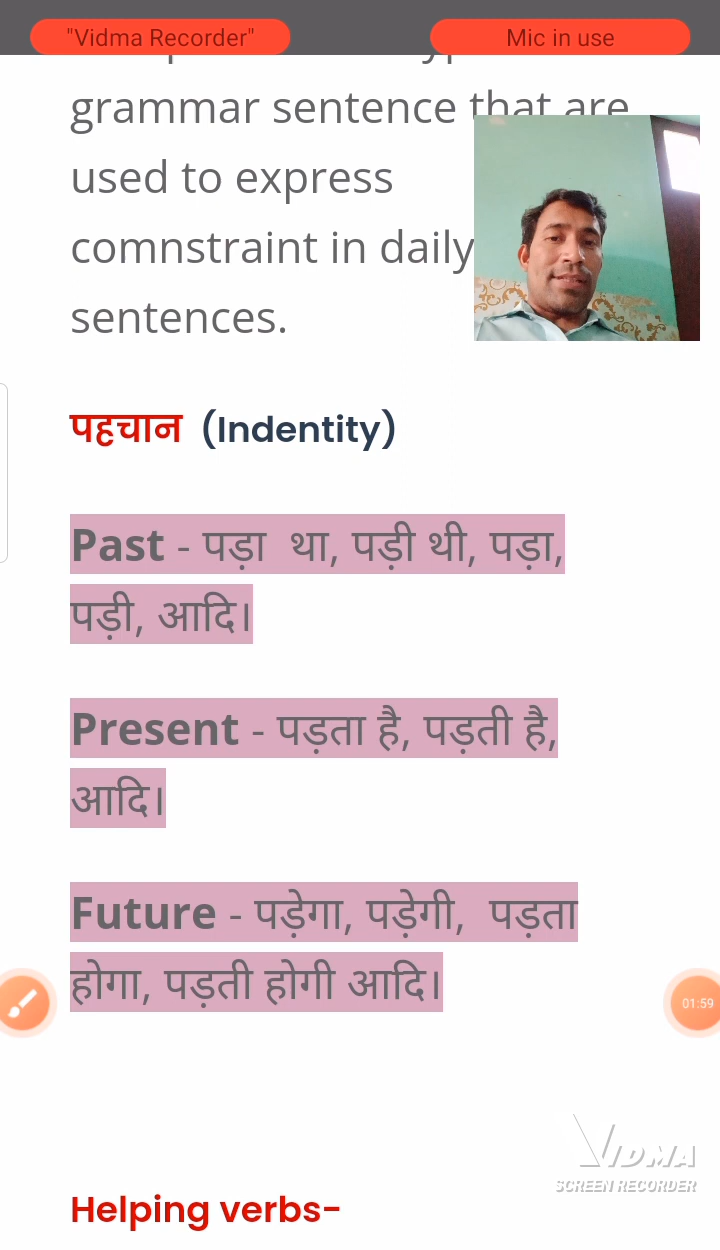 "Vidma Recorder"
Mic in use
grammar sentence that are
used to express
comnstraint in daily
sentences.
पहचान (Indentity)
Past - पड़ा था, पड़ी थी, पड़ा,
पड़ी, आदि।
Present - पड़ता है, पड़ती है,
आदि।
Future - पड़ेगा, पड़ेगी, पड़ता
होगा, पड़ती होगी आदि।
01:59
VIDMA
SCREEN RECORDER
Helping verbs-